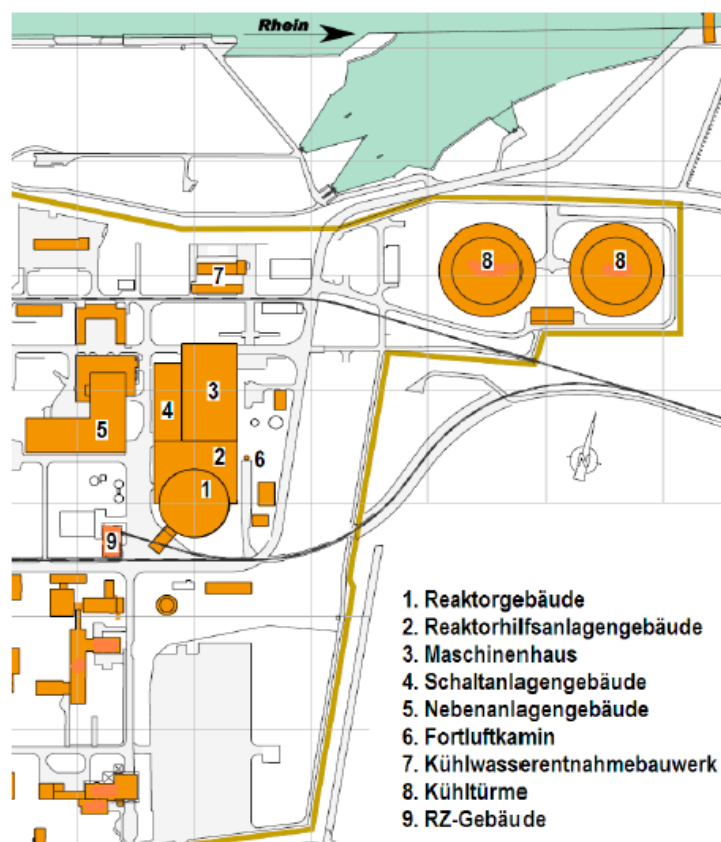 Rhein
8 8
7
3
4
5
2
6
1
9
1. Reaktorgebäude
2. Reaktorhilfsanlagengebäude
3. Maschinenhaus
4. Schaltanlagengebäude
5. Nebenanlagengebäude
6. Fortluftkamin
7. Kühlwasserentnahmebauwerk
8. Kühltürme
9. RZ-Gebäude